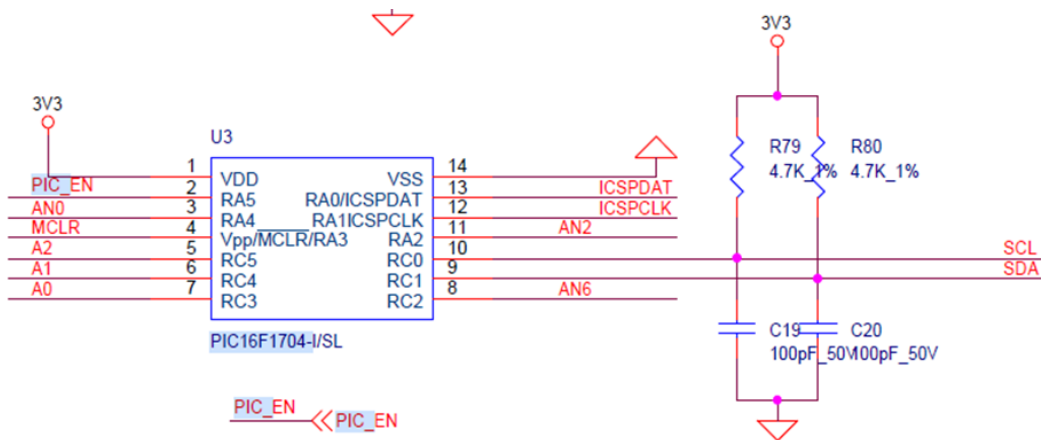 3V3
3V3
U3
1 VDD
VSS 14
PIC_EN 2 RA5
RA0/ICSPDAT 13 ICSPDAT
AN0 3 RA4
RA1ICSPCLK 12 ICSPCLK
MCLR 4 Vpp/MCLR/RA3
RA2 11 AN2
A2 5 RC5
RC0 10 SCL
A1 6 RC4
RC1 9 SDA
A0 7 RC3
RC2 8 AN6
PIC16F1704-I/SL
R79
4.7K_1%
R80
4.7K_1%
C19
100pF_50V
C20
100pF_50V
PIC_EN
PIC_EN